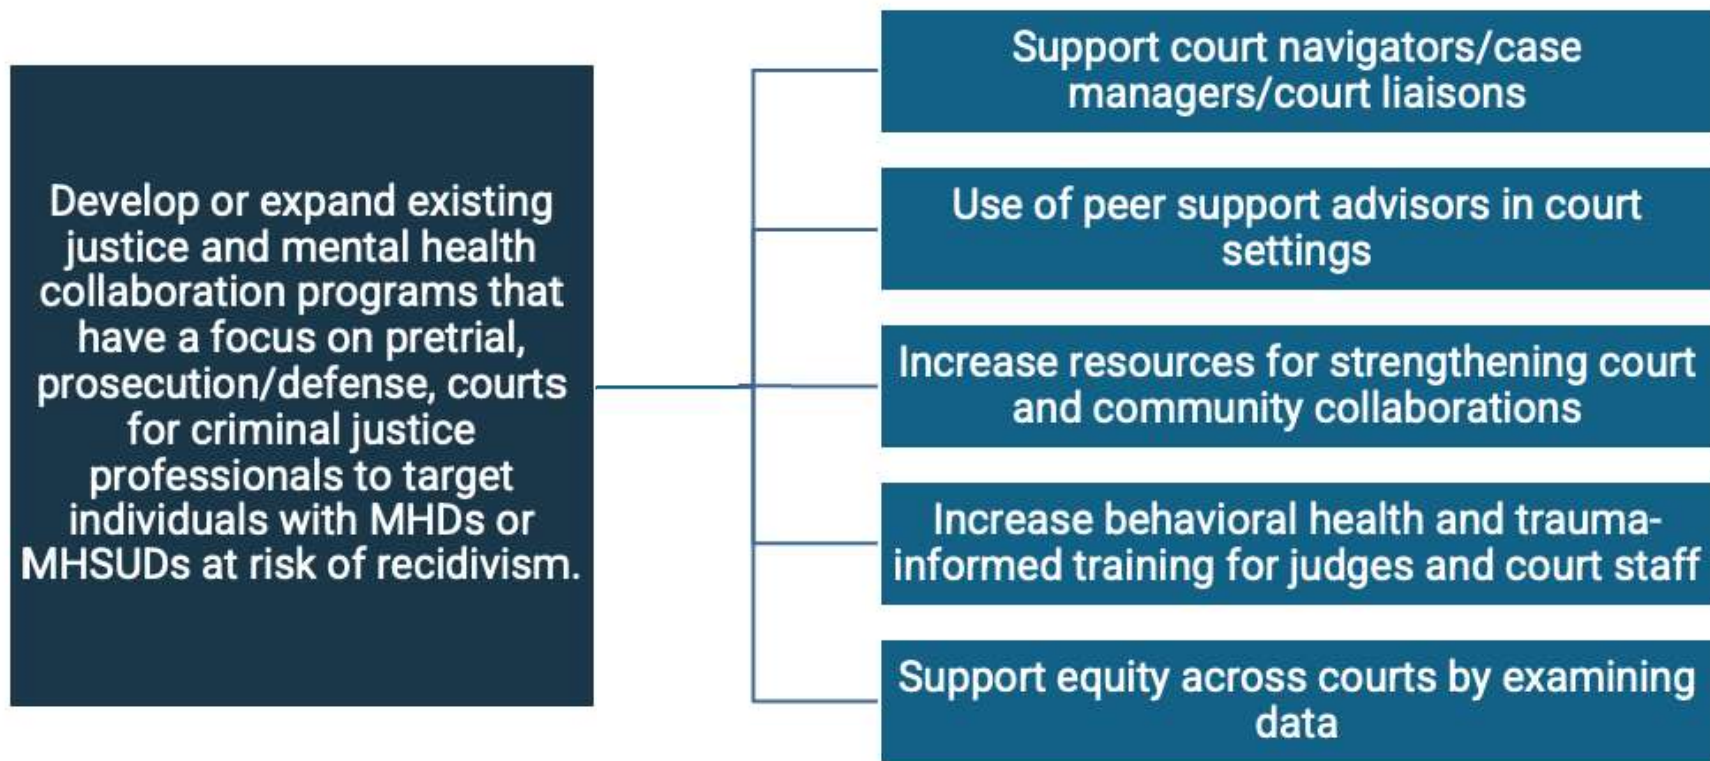 Develop or expand existing
justice and mental health
collaboration programs that
have a focus on pretrial,
prosecution/defense, courts
for criminal justice
professionals to target
individuals with MHDs or
MHSUDs at risk of recidivism.
Support court navigators/case
managers/court liaisons
Use of peer support advisors in court
settings
Increase resources for strengthening court
and community collaborations
Increase behavioral health and trauma-
informed training for judges and court staff
Support equity across courts by examining
data